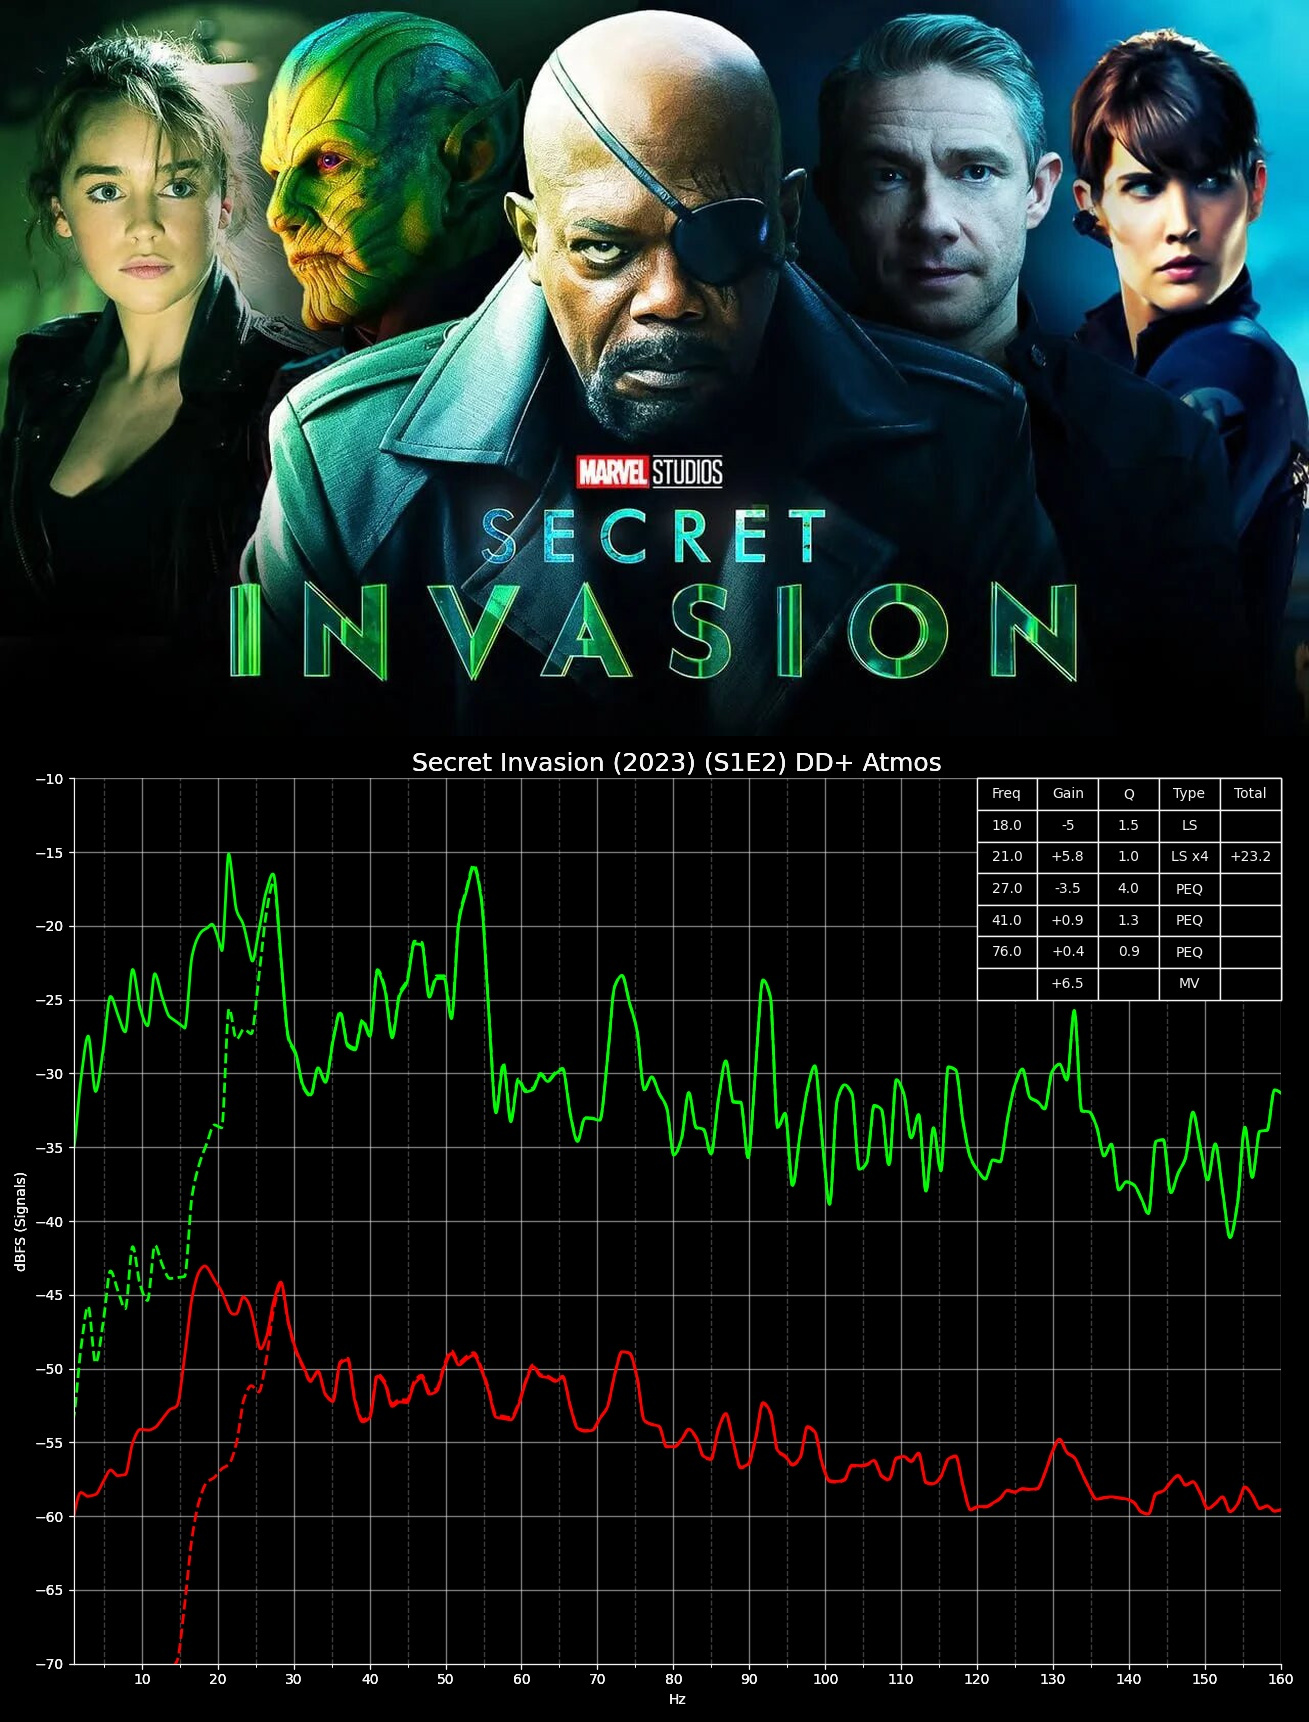 MARVEL STUDIOS
SECRET
INVASION
Secret Invasion (2023) (S1E2) DD+ Atmos
Freq Gain Q Type Total
18.0 -5 1.5 LS
21.0 +5.8 1.0 LS x4 +23.2
27.0 -3.5 4.0 PEQ
41.0 +0.9 1.3 PEQ
76.0 +0.4 0.9 PEQ
+6.5 MV
−10
−15
−20
−25
−30
−35
−40
−45
−50
−55
−60
−65
−70
dBFS (Signals)
10 20 30 40 50 60 70 80 90 100 110 120 130 140 150 160
Hz